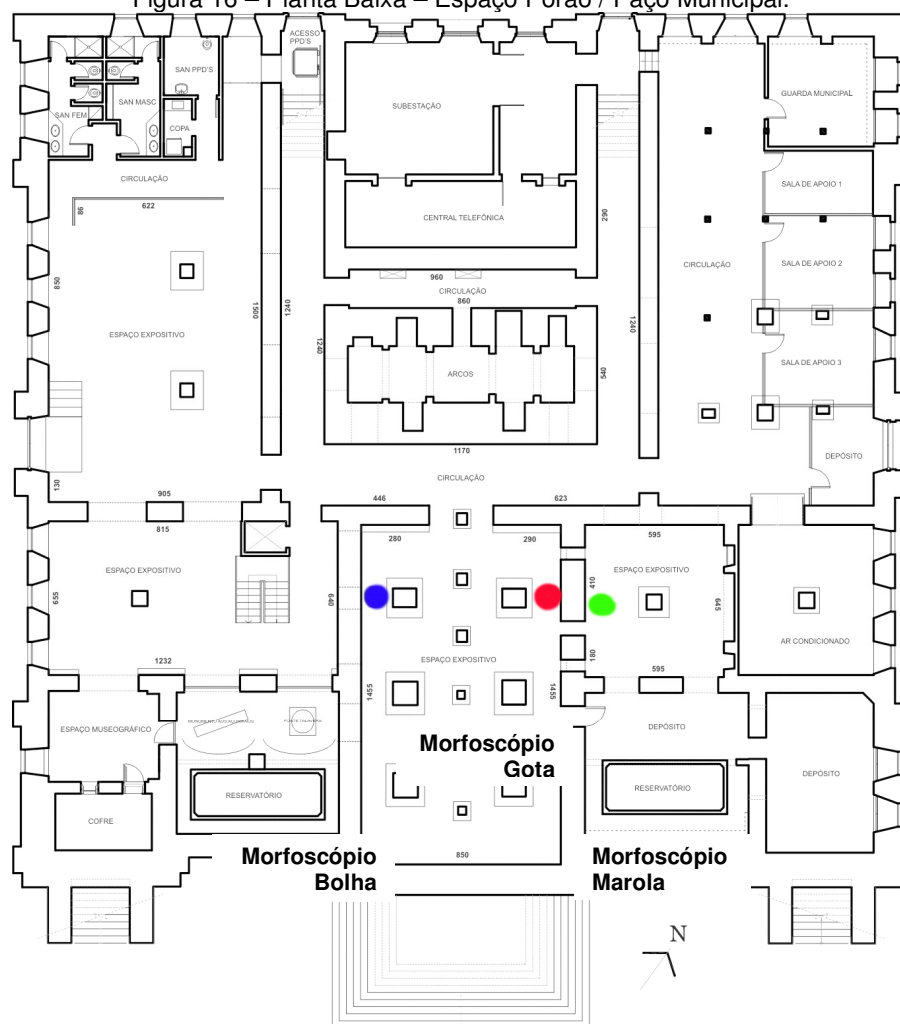 Figura 16 – Planta Baixa – Espaço Porão / Paço Municipal.
ACESSO
PPD'S
SAN PPD'S
SAN MASC
SAN FEM
COPA
SUBESTAÇÃO
GUARDA MUNICIPAL
CIRCULAÇÃO
622
86
SALA DE APOIO 1
CENTRAL TELEFÔNICA
260
850
960
CIRCULAÇÃO
860
CIRCULAÇÃO
SALA DE APOIO 2
1500
1240
ESPAÇO EXPOSITIVO
1240
1240
ARCOS
540
SALA DE APOIO 3
1170
DEPÓSITO
CIRCULAÇÃO
130
905
446
623
815
280
290
595
ESPAÇO EXPOSITIVO
ESPAÇO EXPOSITIVO
655
640
410
645
AR CONDICIONADO
180
ESPAÇO EXPOSITIVO
1232
595
1455
1455
ESPAÇO MUSEOGRÁFICO
DEPÓSITO
Morfoscópio
Gota
DEPÓSITO
RESERVATÓRIO
RESERVATÓRIO
COFRE
850
Morfoscópio
Bolha
Morfoscópio
Marola
N